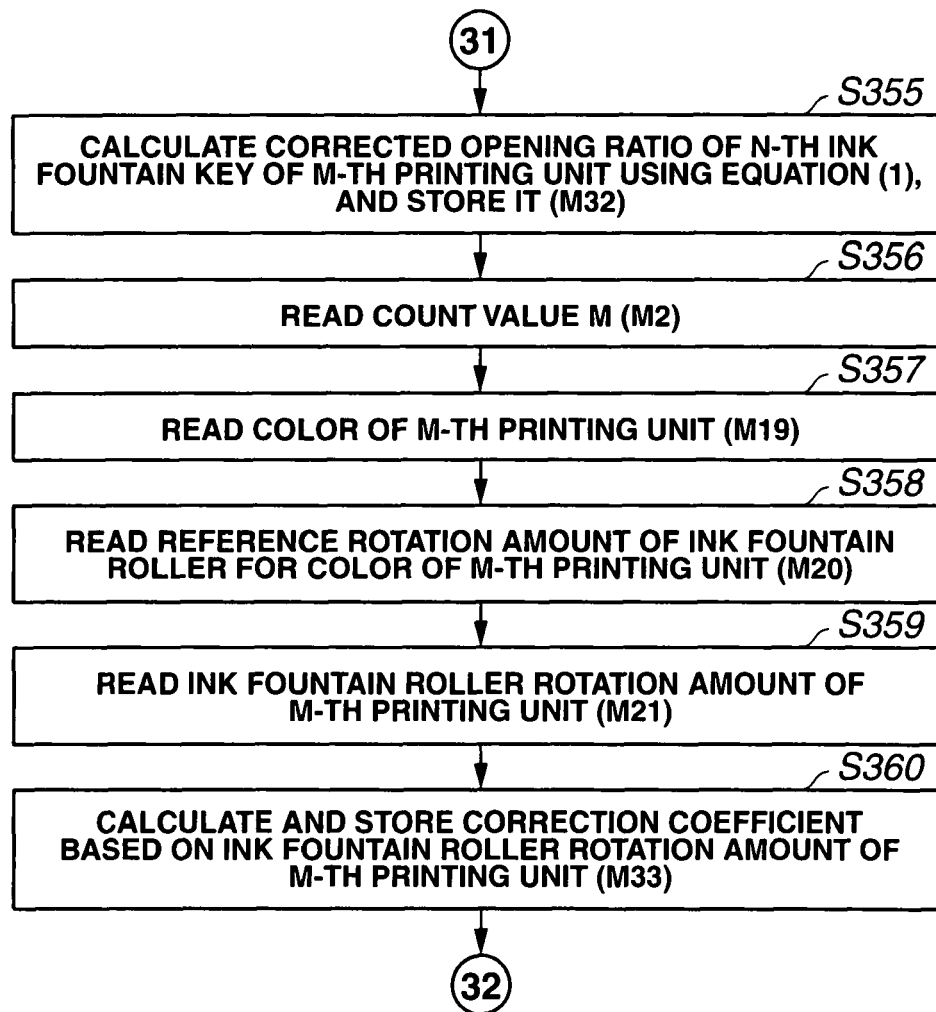 31
S355
CALCULATE CORRECTED OPENING RATIO OF N-TH INK
FOUNTAIN KEY OF M-TH PRINTING UNIT USING EQUATION (1),
AND STORE IT (M32)
S356
READ COUNT VALUE M (M2)
S357
READ COLOR OF M-TH PRINTING UNIT (M19)
S358
READ REFERENCE ROTATION AMOUNT OF INK FOUNTAIN
ROLLER FOR COLOR OF M-TH PRINTING UNIT (M20)
S359
READ INK FOUNTAIN ROLLER ROTATION AMOUNT OF
M-TH PRINTING UNIT (M21)
S360
CALCULATE AND STORE CORRECTION COEFFICIENT
BASED ON INK FOUNTAIN ROLLER ROTATION AMOUNT OF
M-TH PRINTING UNIT (M33)
32